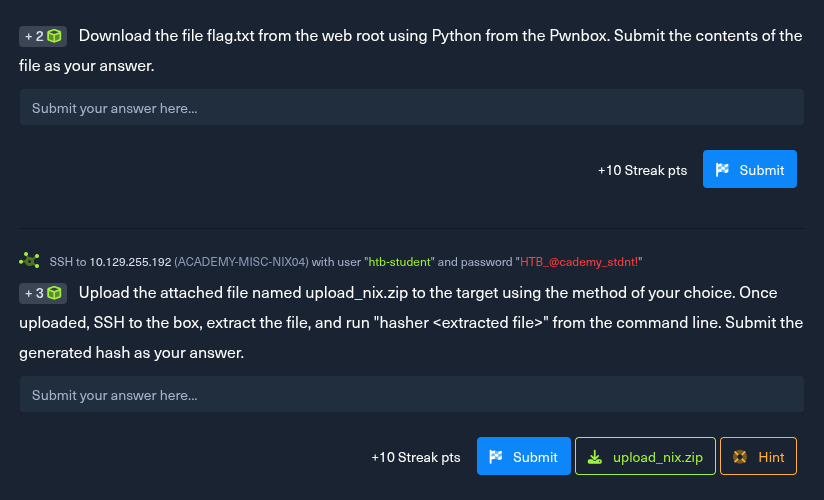 + 2 Download the file flag.txt from the web root using Python from the Pwnbox. Submit the contents of the
file as your answer.
Submit your answer here...
+10 Streak pts Submit
SSH to 10.129.255.192 (ACADEMY-MISC-NIX04) with user "htb-student" and password "HTB_@cademy_stdnt!"
+ 3 Upload the attached file named upload_nix.zip to the target using the method of your choice. Once
uploaded, SSH to the box, extract the file, and run "hasher <extracted file>" from the command line. Submit the
generated hash as your answer.
Submit your answer here...
+10 Streak pts Submit upload_nix.zip Hint